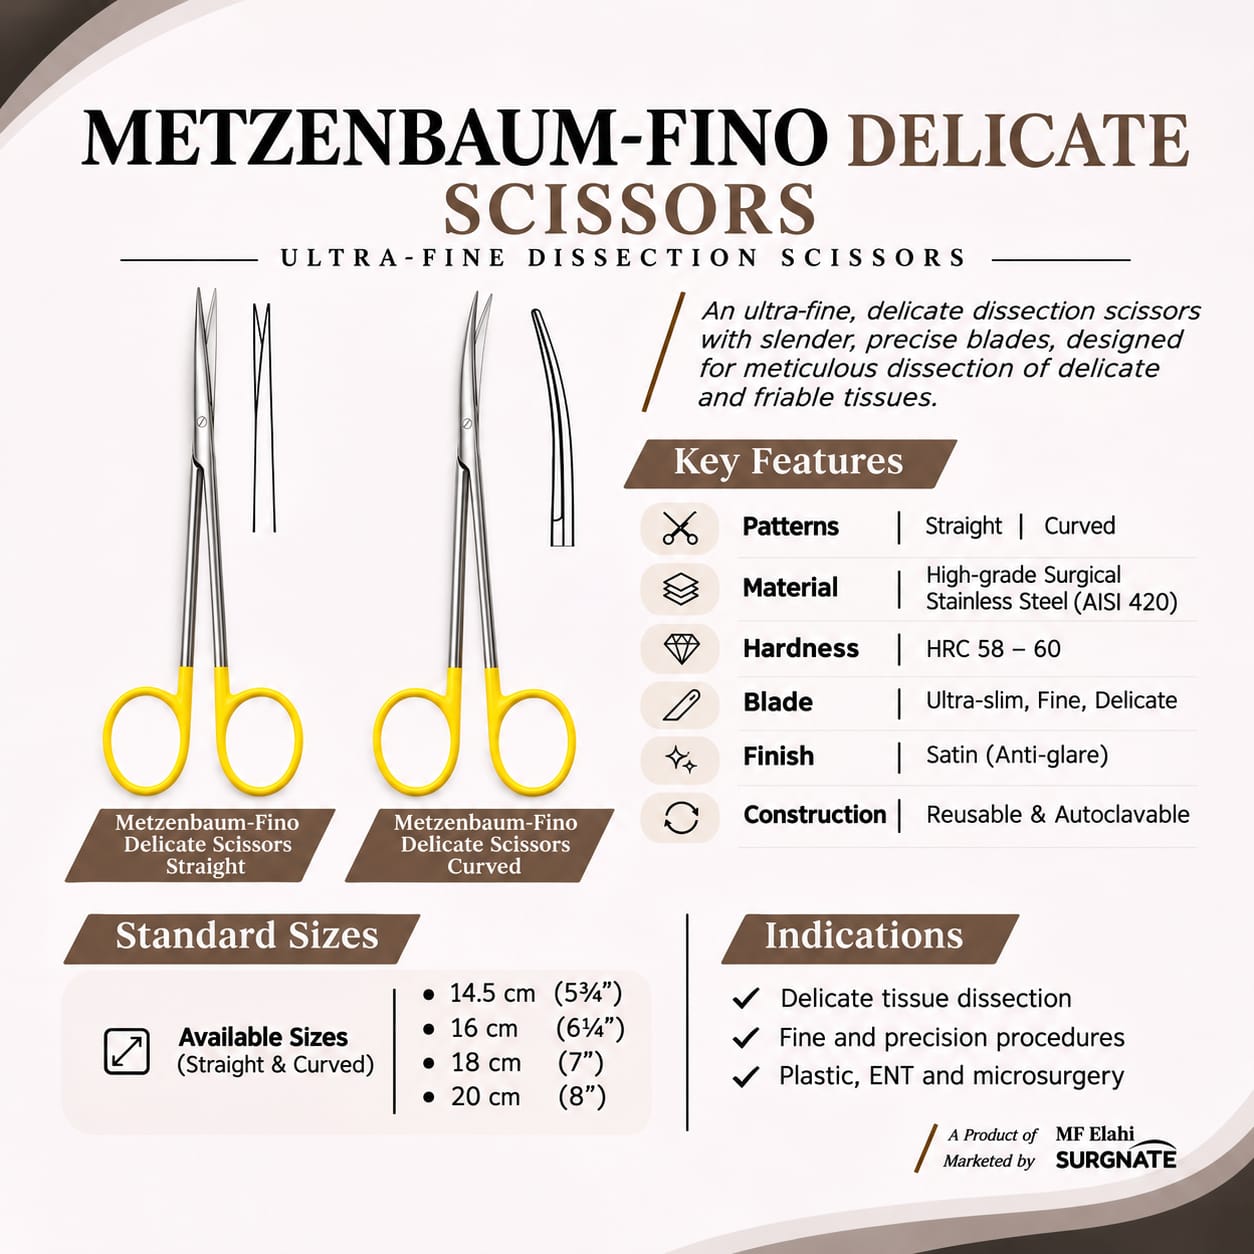 METZENBAUM-FINO DELICATE
SCISSORS
ULTRA-FINE DISSECTION SCISSORS
An ultra-fine, delicate dissection scissors
with slender, precise blades, designed
for meticulous dissection of delicate
and friable tissues.
Key Features
Patterns | Straight | Curved
Material | High-grade Surgical
Stainless Steel (AISI 420)
Hardness | HRC 58 – 60
Blade | Ultra-slim, Fine, Delicate
Finish | Satin (Anti-glare)
Construction | Reusable & Autoclavable
Metzenbaum-Fino
Delicate Scissors
Straight
Metzenbaum-Fino
Delicate Scissors
Curved
Standard Sizes
Available Sizes
(Straight & Curved)
• 14.5 cm (5¾”)
• 16 cm (6¼”)
• 18 cm (7”)
• 20 cm (8”)
Indications
✓ Delicate tissue dissection
✓ Fine and precision procedures
✓ Plastic, ENT and microsurgery
A Product of MF Elahi
Marketed by SURGNATE